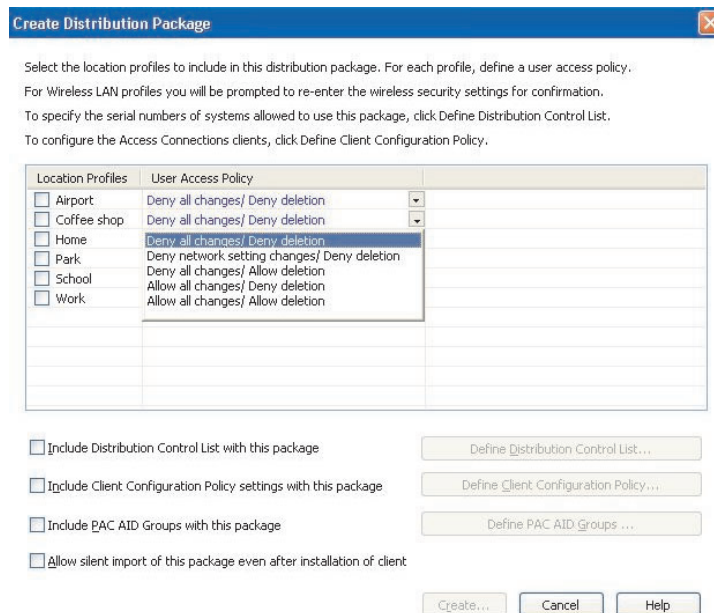 Create Distribution Package
Select the location profiles to include in this distribution package. For each profile, define a user access policy.
For Wireless LAN profiles you will be prompted to re-enter the wireless security settings for confirmation.
To specify the serial numbers of systems allowed to use this package, click Define Distribution Control List.
To configure the Access Connections clients, click Define Client Configuration Policy.
Location Profiles User Access Policy
Airport Deny all changes/ Deny deletion
Coffee shop Deny all changes/ Deny deletion
Home Deny all changes/ Deny deletion
Park Deny network setting changes/ Deny deletion
School Deny all changes/ Allow deletion
Allow all changes/ Deny deletion
Work Allow all changes/ Allow deletion
Include Distribution Control List with this package Define Distribution Control List...
Include Client Configuration Policy settings with this package Define Client Configuration Policy...
Include PAC AID Groups with this package Define PAC AID Groups ...
Allow silent import of this package even after installation of client
Create... Cancel Help